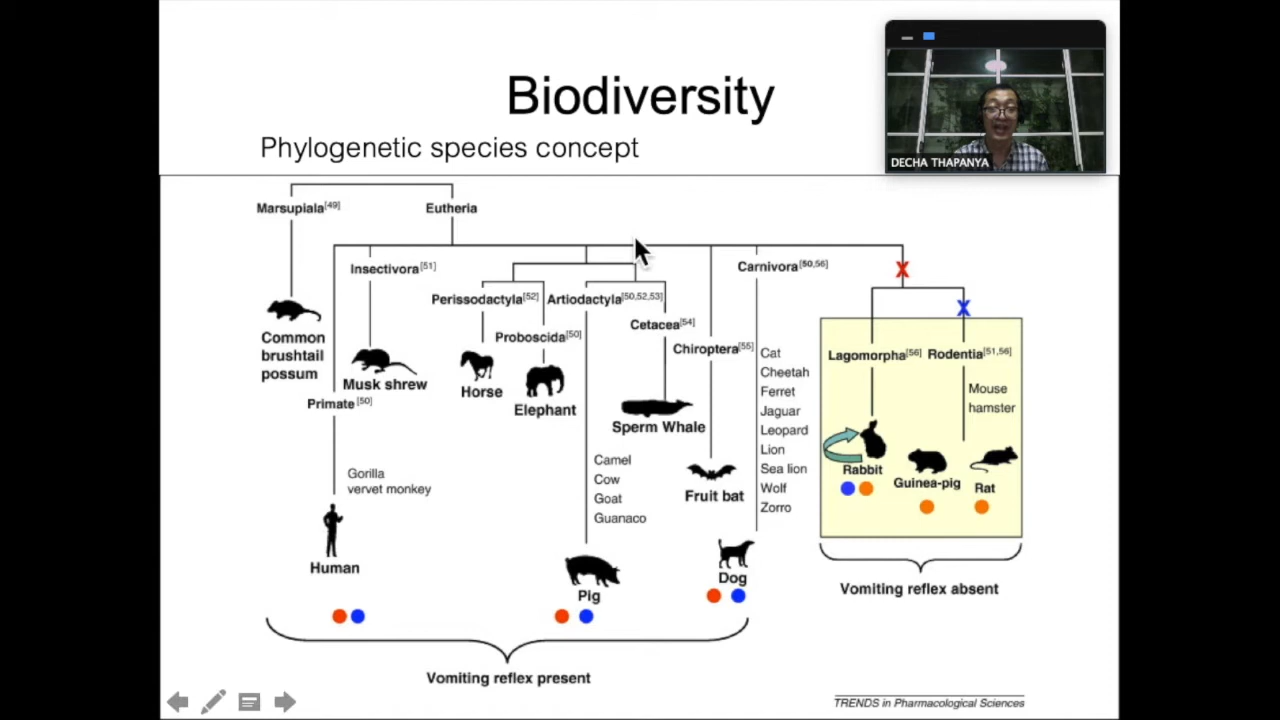 Biodiversity
Phylogenetic species concept
DECHA THAPANYA
Marsupiala[49]
Eutheria
Insectivora[51]
Carnivora[50,56]
X
X
Perissodactyla[52]
Artiodactyla[50,52,53]
Cetacea[54]
Proboscida[50]
Chiroptera[55]
Lagomorpha[56]
Rodentia[51,56]
Common
brushtail
possum
Musk shrew
Primate[50]
Horse
Elephant
Sperm Whale
Cat
Cheetah
Ferret
Jaguar
Leopard
Lion
Sea lion
Wolf
Zorro
Mouse
hamster
Gorilla
vervet monkey
Camel
Cow
Goat
Guanaco
Fruit bat
Rabbit
Guinea-pig
Rat
Human
Pig
Dog
Vomiting reflex absent
Vomiting reflex present
TRENDS in Pharmacological Sciences